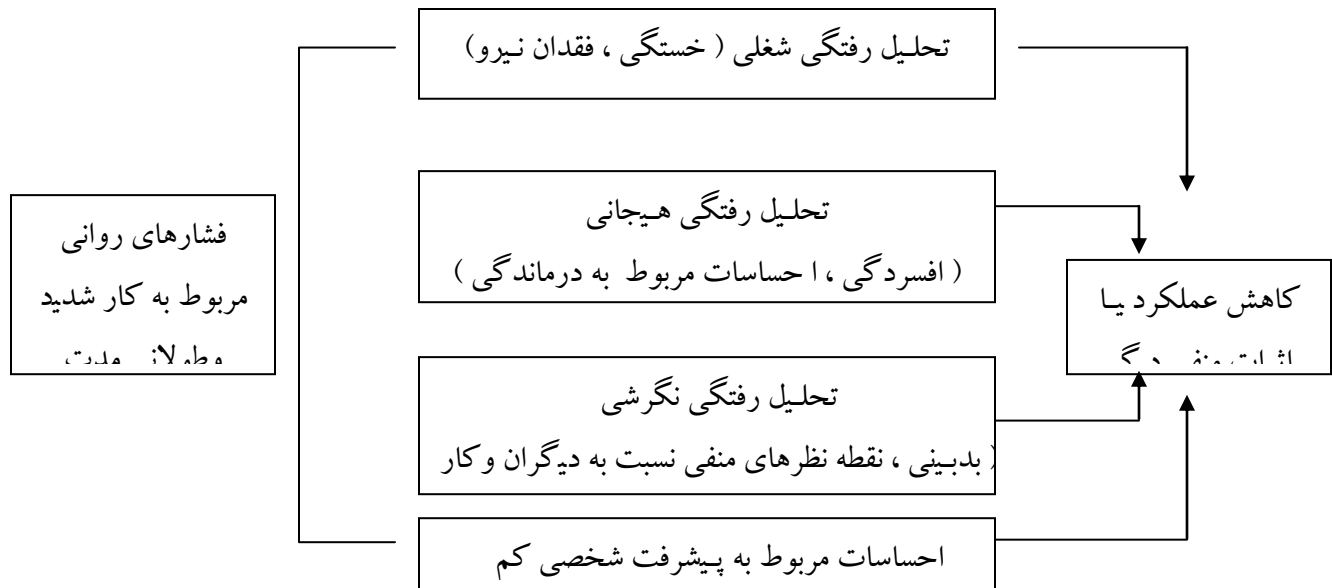 تحلیل رفتگی شغلی ( خستگی ، فقدان نیرو)
تحلیل رفتگی هیجانی
( افسردگی ، ا حساسات مربوط به درماندگی )
فشارهای روانی
مربوط به کار شدید
کاهش عملکرد یا
تحلیل رفتگی نگرشی
( بدبینی ، نقطه نظرهای منفی نسبت به دیگران وکار
احساسات مربوط به پیشرفت شخصی کم